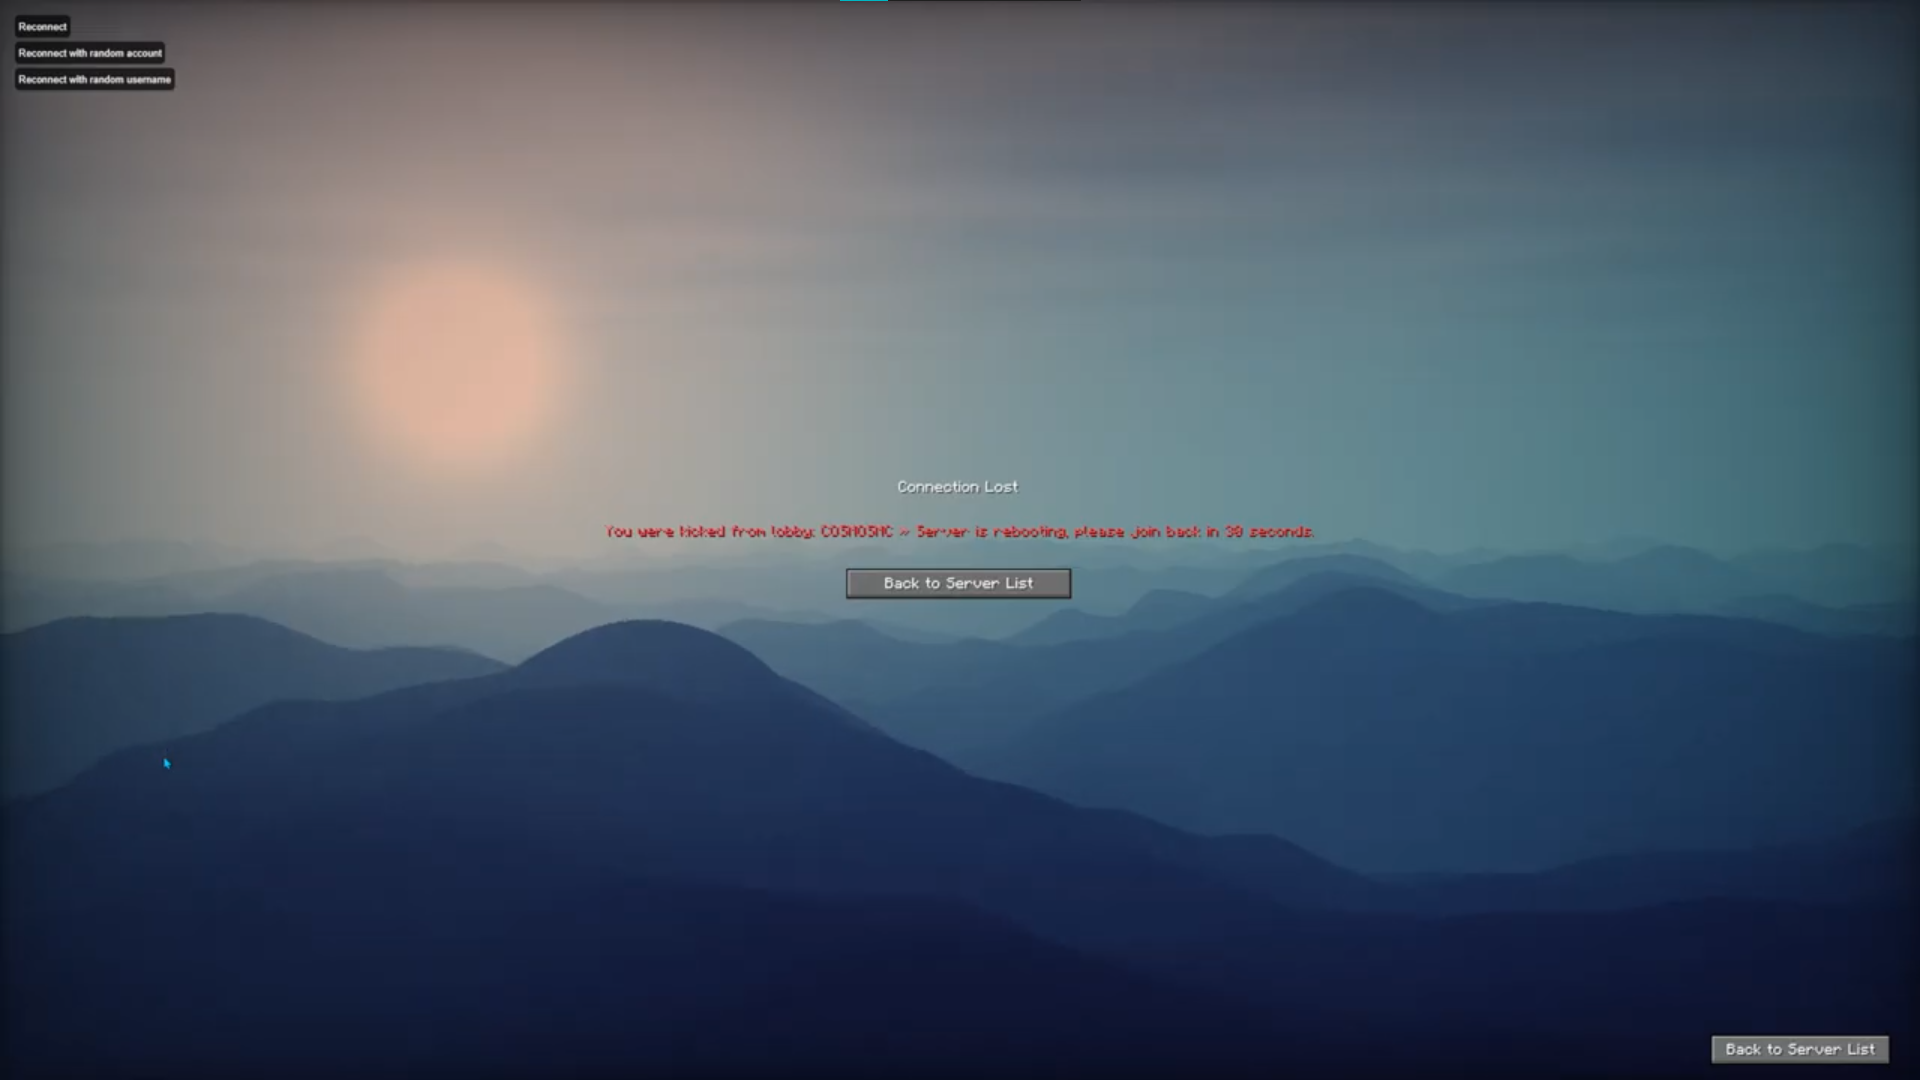 Reconnect
Reconnect with random account
Reconnect with random username
Connection Lost
You were kicked from lobby: COSMOSMC » Server is rebooting, please join back in 30 seconds.
Back to Server List
Back to Server List